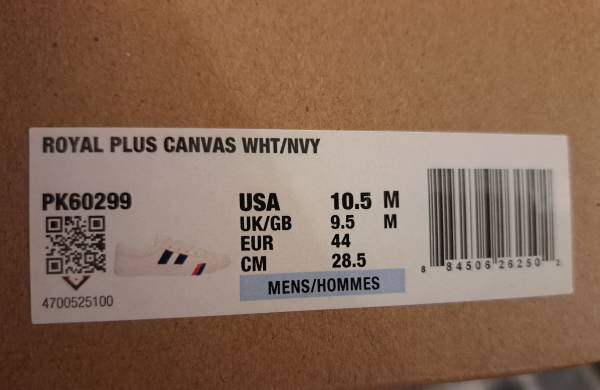 ROYAL PLUS CANVAS WHT/NVY
PK60299
4700525100
USA 10.5 M
UK/GB 9.5 M
EUR 44
CM 28.5
MENS/HOMMES
8 84506 26250 2